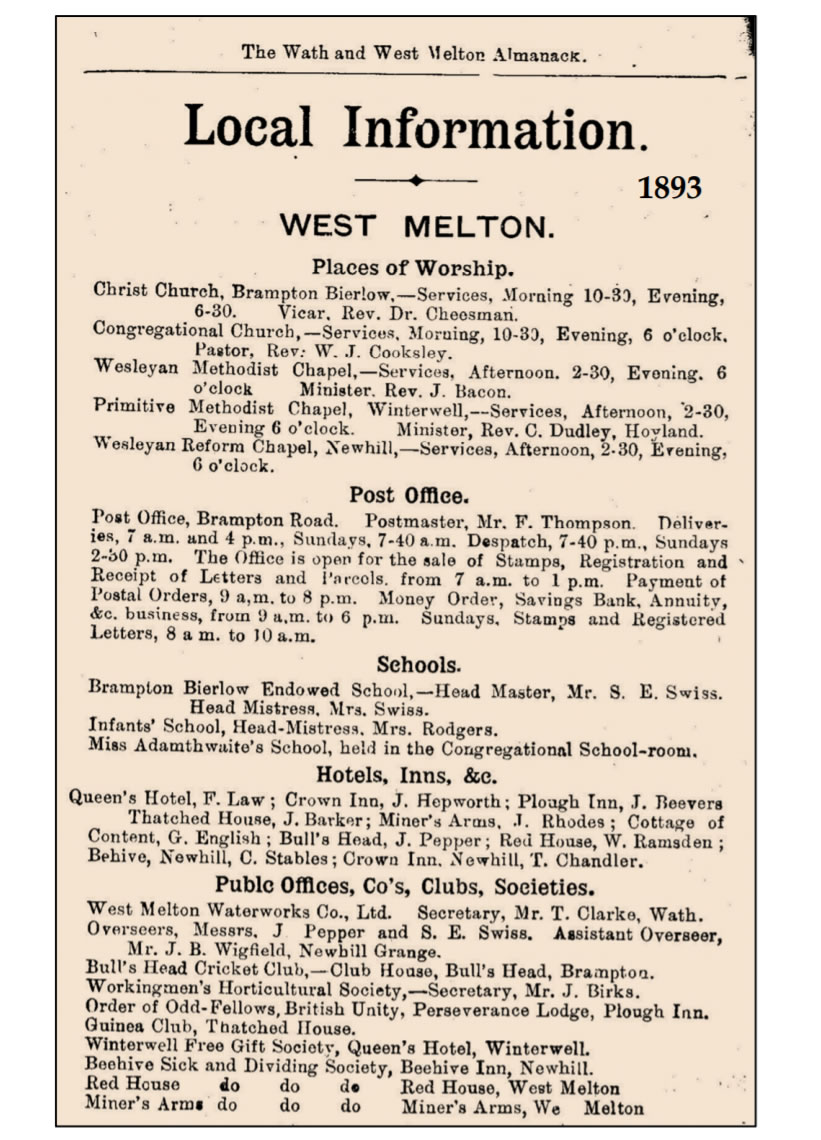 The Wath and West Melton Almanack.
Local Information.
1893
WEST MELTON.
Places of Worship.
Christ Church, Brampton Bierlow,—Services, Morning 10-30, Evening,
6-30. Vicar, Rev. Dr. Cheesman.
Congregational Church,—Services, Morning, 10-30, Evening, 6 o'clock.
Pastor, Rev: W. J. Cooksley.
Wesleyan Methodist Chapel,—Services, Afternoon. 2-30, Evening. 6
o'clock Minister. Rev. J. Bacon.
Primitive Methodist Chapel, Winterwell,—Services, Afternoon, 2-30,
Evening 6 o'clock. Minister, Rev. C. Dudley, Hoyland.
Wesleyan Reform Chapel, Newhill,—Services, Afternoon, 2-30, Evening,
6 o'clock.
Post Office.
Post Office, Brampton Road. Postmaster, Mr. F. Thompson. Deliver-
ies, 7 a.m. and 4 p.m., Sundays, 7-40 a.m. Despatch, 7-40 p.m., Sundays
2-50 p.m. The Office is open for the sale of Stamps, Registration and
Receipt of Letters and Parcels. from 7 a.m. to 1 p.m. Payment of
Postal Orders, 9 a,m. to 8 p.m. Money Order, Savings Bank, Annuity,
&c. business, from 9 a.m. to 6 p.m. Sundays, Stamps and Registered
Letters, 8 a m. to 10 a.m.
Schools.
Brampton Bierlow Endowed School,—Head Master, Mr. S. E. Swiss.
Head Mistress, Mrs. Swiss.
Infants' School, Head-Mistress, Mrs. Rodgers.
Miss Adamthwaite's School, held in the Congregational School-room.
Hotels, Inns, &c.
Queen's Hotel, F. Law; Crown Inn, J. Hepworth; Plough Inn, J. Beevers
Thatched House, J. Barker; Miner's Arms, J. Rhodes; Cottage of
Content, G. English; Bull's Head, J. Pepper; Red House, W. Ramsden;
Behive, Newhill, C. Stables; Crown Inn, Newhill, T. Chandler.
Publc Offices, Co's, Clubs, Societies.
West Melton Waterworks Co., Ltd. Secretary, Mr. T. Clarke, Wath.
Overseers, Messrs. J Pepper and S. E. Swiss. Assistant Overseer,
Mr. J. B. Wigfield, Newhill Grange.
Bull's Head Cricket Club,—Club House, Bull's Head, Brampton.
Workingmen's Horticultural Society,—Secretary, Mr. J. Birks.
Order of Odd-Fellows, British Unity, Perseverance Lodge, Plough Inn.
Guinea Club, Thatched House.
Winterwell Free Gift Society, Queen's Hotel, Winterwell.
Beehive Sick and Dividing Society, Beehive Inn, Newhill.
Red House do do do Red House, West Melton
Miner's Arms do do do Miner's Arms, We Melton